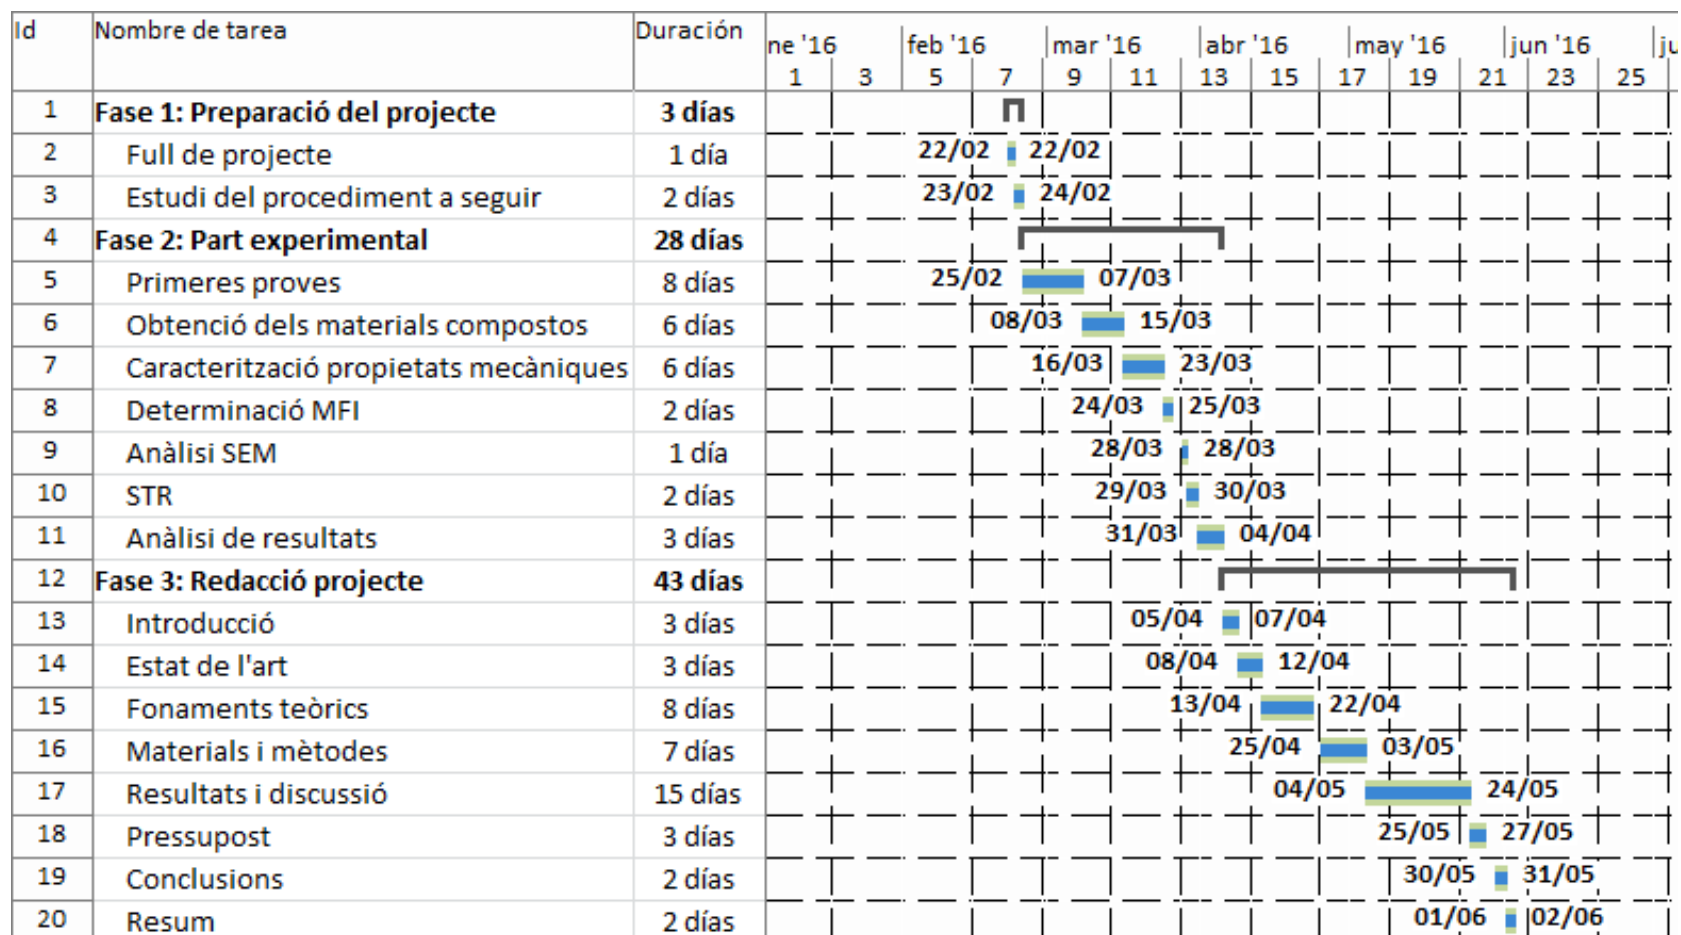 Id Nombre de tarea Duración ne '16 feb '16 mar '16 abr '16 may '16 jun '16 ju
1 3 5 7 9 11 13 15 17 19 21 23 25
1 Fase 1: Preparació del projecte 3 días
2 Full de projecte 1 día 22/02 22/02
3 Estudi del procediment a seguir 2 días 23/02 24/02
4 Fase 2: Part experimental 28 días
5 Primeres proves 8 días 25/02 07/03
6 Obtenció dels materials compostos 6 días 08/03 15/03
7 Caracterització propietats mecàniques 6 días 16/03 23/03
8 Determinació MFI 2 días 24/03 25/03
9 Anàlisi SEM 1 día 28/03 28/03
10 STR 2 días 29/03 30/03
11 Anàlisi de resultats 3 días 31/03 04/04
12 Fase 3: Redacció projecte 43 días
13 Introducció 3 días 05/04 07/04
14 Estat de l'art 3 días 08/04 12/04
15 Fonaments teòrics 8 días 13/04 22/04
16 Materials i mètodes 7 días 25/04 03/05
17 Resultats i discussió 15 días 04/05 24/05
18 Pressupost 3 días 25/05 27/05
19 Conclusions 2 días 30/05 31/05
20 Resum 2 días 01/06 02/06